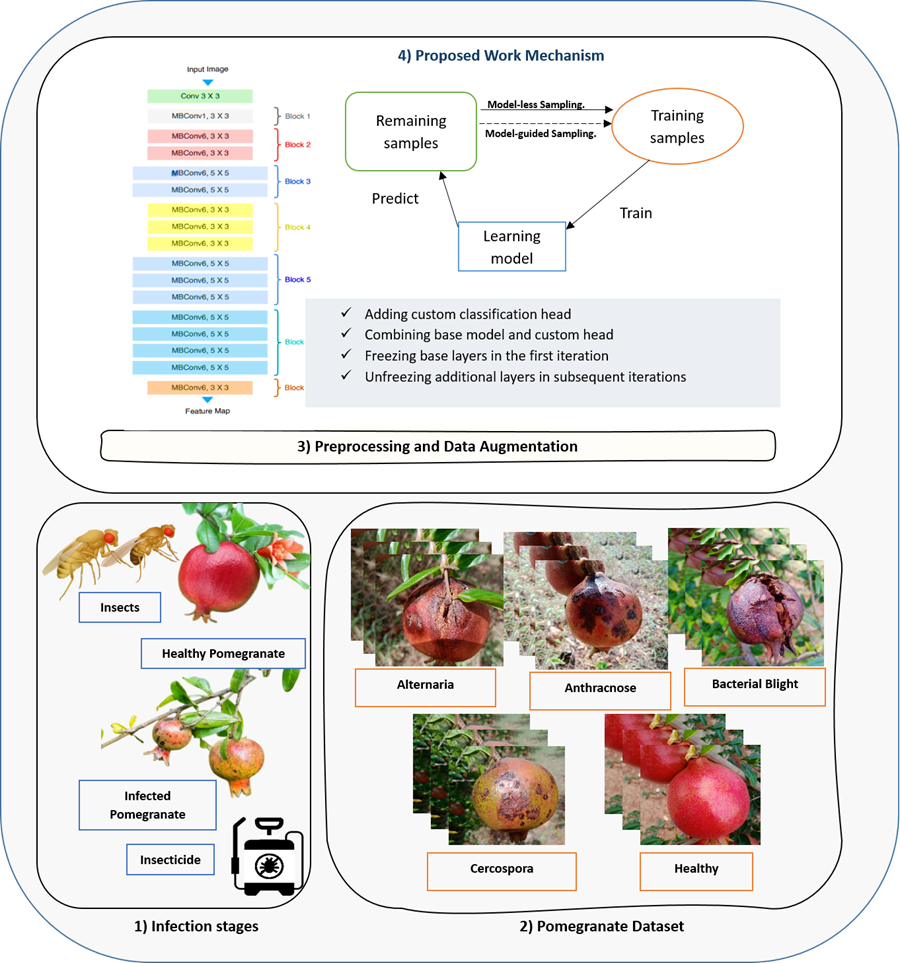 4) Proposed Work Mechanism
Input Image
Conv 3 X 3
MBConv1, 3 X 3
Block 1
MBConv6, 3 X 3
MBConv6, 3 X 3
Block 2
MBConv6, 5 X 5
MBConv6, 5 X 5
Block 3
MBConv6, 3 X 3
MBConv6, 3 X 3
MBConv6, 3 X 3
Block 4
MBConv6, 5 X 5
MBConv6, 5 X 5
MBConv6, 5 X 5
Block 5
MBConv6, 5 X 5
MBConv6, 5 X 5
MBConv6, 5 X 5
MBConv6, 5 X 5
Block
MBConv6, 3 X 3
Block
Feature Map
Remaining
samples
Model-less Sampling.
Model-guided Sampling.
Training
samples
Predict
Train
Learning
model
✓ Adding custom classification head
✓ Combining base model and custom head
✓ Freezing base layers in the first iteration
✓ Unfreezing additional layers in subsequent iterations
3) Preprocessing and Data Augmentation
Insects
Healthy Pomegranate
Infected
Pomegranate
Insecticide
1) Infection stages
Alternaria
Anthracnose
Bacterial Blight
Cercospora
Healthy
2) Pomegranate Dataset